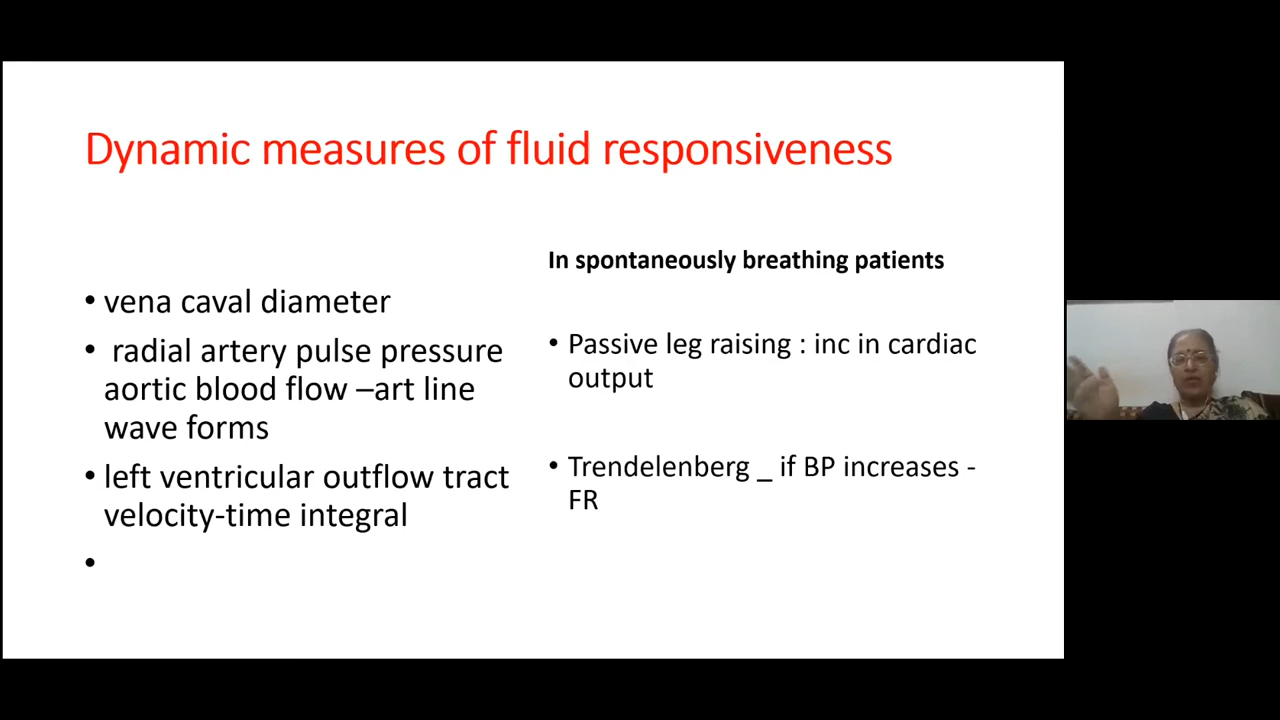 Dynamic measures of fluid responsiveness
• vena caval diameter
• radial artery pulse pressure
aortic blood flow –art line
wave forms
• left ventricular outflow tract
velocity-time integral
•
In spontaneously breathing patients
• Passive leg raising : inc in cardiac
output
• Trendelenberg _ if BP increases -
FR